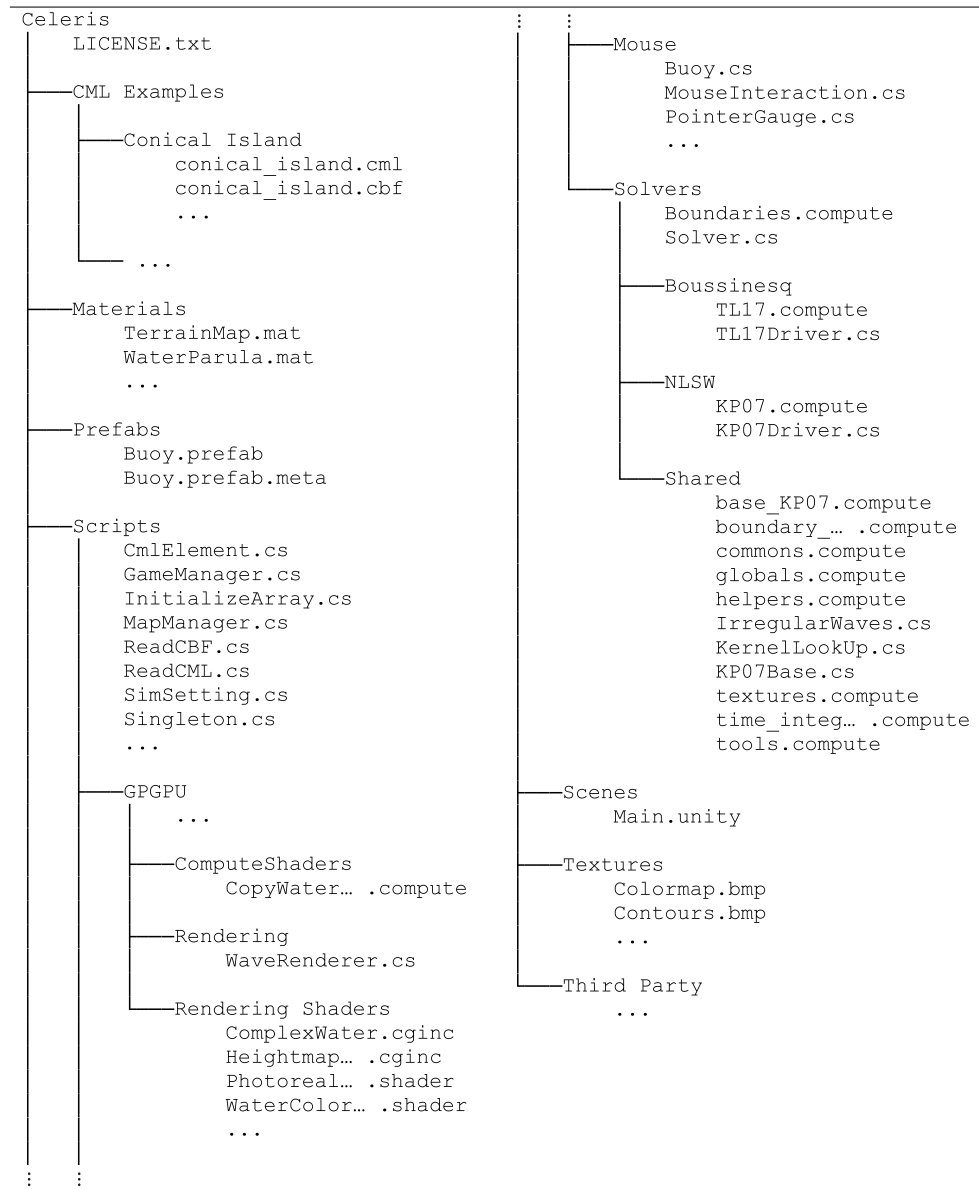 Celeris
LICENSE.txt
CML Examples
Conical Island
conical_island.cml
conical_island.cbf
...
...
Materials
TerrainMap.mat
WaterParula.mat
...
Prefabs
Buoy.prefab
Buoy.prefab.meta
Scripts
CmlElement.cs
GameManager.cs
InitializeArray.cs
MapManager.cs
ReadCBF.cs
ReadCML.cs
SimSetting.cs
Singleton.cs
...
GPGPU
...
ComputeShaders
CopyWater… .compute
Rendering
WaveRenderer.cs
Rendering Shaders
ComplexWater.cginc
Heightmap… .cginc
Photoreal… .shader
WaterColor… .shader
...
Mouse
Buoy.cs
MouseInteraction.cs
PointerGauge.cs
...
Solvers
Boundaries.compute
Solver.cs
Boussinesq
TL17.compute
TL17Driver.cs
NLSW
KP07.compute
KP07Driver.cs
Shared
base_KP07.compute
boundary_… .compute
commons.compute
globals.compute
helpers.compute
IrregularWaves.cs
KernelLookUp.cs
KP07Base.cs
textures.compute
time_integ… .compute
tools.compute
Scenes
Main.unity
Textures
Colormap.bmp
Contours.bmp
...
Third Party
...